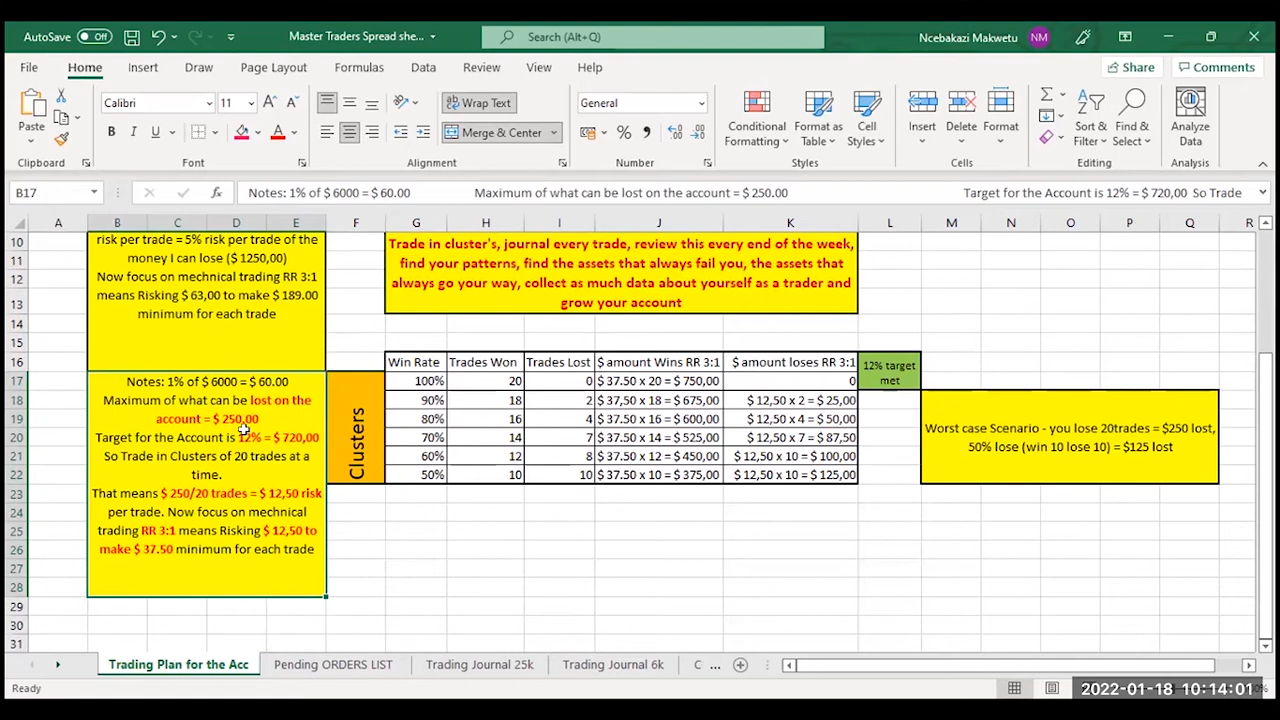 AutoSave Off
Master Traders Spread she...
Search (Alt+Q)
Ncebakazi Makwetu NM
File Home Insert Draw Page Layout Formulas Data Review View Help
Share Comments
Paste
Calibri 11
B I U
Wrap Text
Merge & Center
General
Conditional Formatting
Format as Table
Cell Styles
Insert Delete Format
Sort & Filter
Find & Select
Analyze Data
Clipboard Font Alignment Number Styles Cells Editing Analysis
B17
fx
Notes: 1% of $ 6000 = $ 60.00 Maximum of what can be lost on the account = $ 250.00 Target for the Account is 12% = $ 720,00 So Trade
A B C D E F G H I J K L M N O P Q R
10
11
12
13
14
15
16
17
18
19
20
21
22
23
24
25
26
27
28
29
30
31
risk per trade = 5% risk per trade of the
money I can lose ($ 1250,00)
Now focus on mechnical trading RR 3:1
means Risking $ 63,00 to make $ 189.00
minimum for each trade
Notes: 1% of $ 6000 = $ 60.00
Maximum of what can be lost on the
account = $ 250.00
Target for the Account is 12% = $ 720,00
So Trade in Clusters of 20 trades at a
time.
That means $ 250/20 trades = $ 12,50 risk
per trade. Now focus on mechnical
trading RR 3:1 means Risking $ 12,50 to
make $ 37.50 minimum for each trade
Clusters
Trade in cluster's, journal every trade, review this every end of the week,
find your patterns, find the assets that always fail you, the assets that
always go your way, collect as much data about yourself as a trader and
grow your account
Win Rate Trades Won Trades Lost $ amount Wins RR 3:1 $ amount loses RR 3:1
100% 20 0 $ 37.50 x 20 = $ 750,00 0
90% 18 2 $ 37.50 x 18 = $ 675,00 $ 12,50 x 2 = $ 25,00
80% 16 4 $ 37.50 x 16 = $ 600,00 $ 12,50 x 4 = $ 50,00
70% 14 7 $ 37.50 x 14 = $ 525,00 $ 12,50 x 7 = $ 87,50
60% 12 8 $ 37.50 x 12 = $ 450,00 $ 12,50 x 10 = $ 100,00
50% 10 10 $ 37.50 x 10 = $ 375,00 $ 12,50 x 10 = $ 125,00
12% target
met
Worst case Scenario - you lose 20trades = $250 lost,
50% lose (win 10 lose 10) = $125 lost
Trading Plan for the Acc Pending ORDERS LIST Trading Journal 25k Trading Journal 6k C ...
Ready
2022-01-18 10:14:01